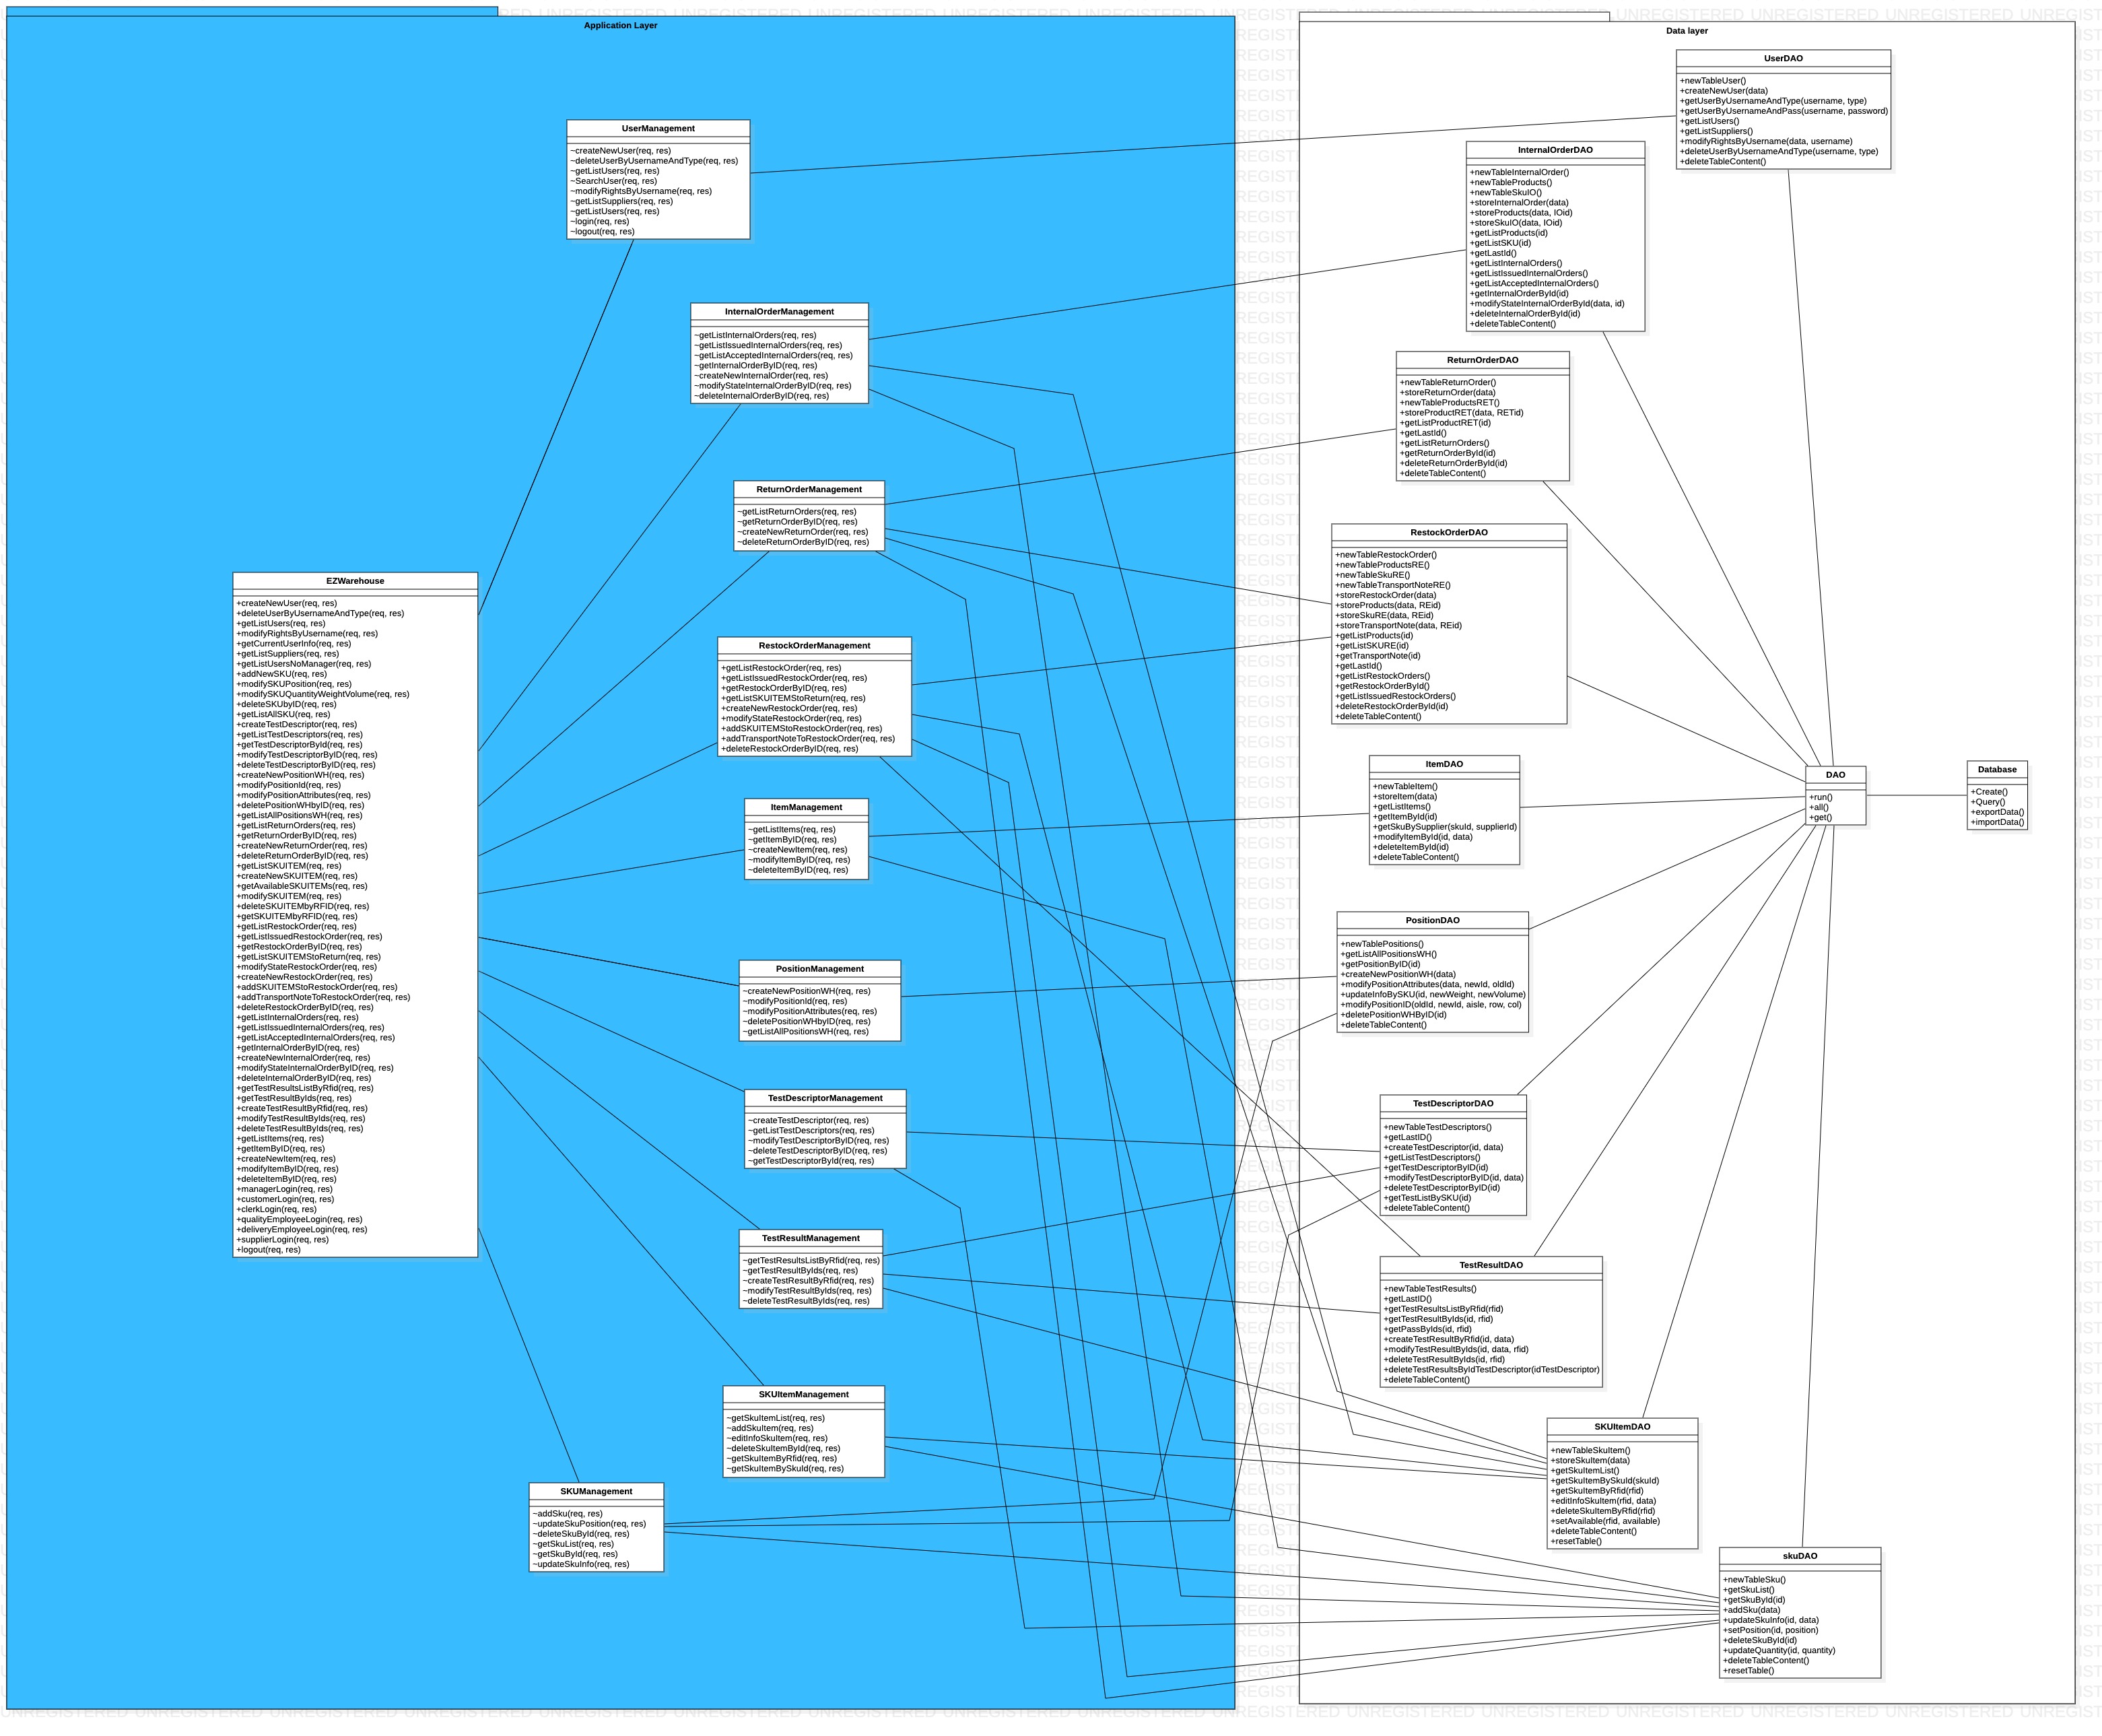 Application Layer
UserManagement
~createNewUser(req, res)
~deleteUserByUsernameAndType(req, res)
~getListUsers(req, res)
~SearchUser(req, res)
~modifyRightsByUsername(req, res)
~getListSuppliers(req, res)
~getListUsers(req, res)
~login(req, res)
~logout(req, res)
InternalOrderManagement
~getListInternalOrders(req, res)
~getListIssuedInternalOrders(req, res)
~getListAcceptedInternalOrders(req, res)
~getInternalOrderByID(req, res)
~createNewInternalOrder(req, res)
~modifyStateInternalOrderByID(req, res)
~deleteInternalOrderByID(req, res)
ReturnOrderManagement
~getListReturnOrders(req, res)
~getReturnOrderByID(req, res)
~createNewReturnOrder(req, res)
~deleteReturnOrderByID(req, res)
EZWarehouse
+createNewUser(req, res)
+deleteUserByUsernameAndType(req, res)
+getListUsers(req, res)
+modifyRightsByUsername(req, res)
+getCurrentUserInfo(req, res)
+getListSuppliers(req, res)
+getListUsersNoManager(req, res)
+addNewSKU(req, res)
+modifySKUPosition(req, res)
+modifySKUQuantityWeightVolume(req, res)
+deleteSKUbyID(req, res)
+getListAllSKU(req, res)
+createTestDescriptor(req, res)
+getListTestDescriptors(req, res)
+getTestDescriptorById(req, res)
+modifyTestDescriptorByID(req, res)
+deleteTestDescriptorByID(req, res)
+createNewPositionWH(req, res)
+modifyPositionId(req, res)
+modifyPositionAttributes(req, res)
+detelePositionWHbyID(req, res)
+getListAllPositionsWH(req, res)
+getListReturnOrders(req, res)
+getReturnOrderByID(req, res)
+createNewReturnOrder(req, res)
+deleteReturnOrderByID(req, res)
+getListSKUITEM(req, res)
+createNewSKUITEM(req, res)
+getAvailableSKUITEMs(req, res)
+modifySKUITEM(req, res)
+deleteSKUITEMbyRFID(req, res)
+getSKUITEMbyRFID(req, res)
+getListRestockOrder(req, res)
+getListIssuedRestockOrder(req, res)
+getRestockOrderByID(req, res)
+getListSKUITEMStoReturn(req, res)
+modifyStateRestockOrder(req, res)
+createNewRestockOrder(req, res)
+addSKUITEMStoRestockOrder(req, res)
+addTransportNoteToRestockOrder(req, res)
+deleteRestockOrderByID(req, res)
+getListInternalOrders(req, res)
+getListIssuedInternalOrders(req, res)
+getListAcceptedInternalOrders(req, res)
+getInternalOrderByID(req, res)
+createNewInternalOrder(req, res)
+modifyStateInternalOrderByID(req, res)
+deleteInternalOrderByID(req, res)
+getTestResultsListByRfid(req, res)
+getTestResultByIds(req, res)
+createTestResultByRfid(req, res)
+modifyTestResultByIds(req, res)
+deleteTestResultByIds(req, res)
+getListItems(req, res)
+getItemByID(req, res)
+createNewItem(req, res)
+modifyItemByID(req, res)
+deleteItemByID(req, res)
+managerLogin(req, res)
+customerLogin(req, res)
+clerkLogin(req, res)
+qualityEmployeeLogin(req, res)
+deliveryEmployeeLogin(req, res)
+supplierLogin(req, res)
+logout(req, res)
RestockOrderManagement
+getListRestockOrder(req, res)
+getListIssuedRestockOrder(req, res)
+getRestockOrderByID(req, res)
+getListSKUITEMStoReturn(req, res)
+createNewRestockOrder(req, res)
+modifyStateRestockOrder(req, res)
+addSKUITEMStoRestockOrder(req, res)
+addTransportNoteToRestockOrder(req, res)
+deleteRestockOrderByID(req, res)
ItemManagement
~getListItems(req, res)
~getItemByID(req, res)
~createNewItem(req, res)
~modifyItemByID(req, res)
~deleteItemByID(req, res)
PositionManagement
~createNewPositionWH(req, res)
~modifyPositionId(req, res)
~modifyPositionAttributes(req, res)
~detelePositionWHbyID(req, res)
~getListAllPositionsWH(req, res)
TestDescriptorManagement
~createTestDescriptor(req, res)
~getListTestDescriptors(req, res)
~modifyTestDescriptorByID(req, res)
~deleteTestDescriptorByID(req, res)
~getTestDescriptorById(req, res)
TestResultManagement
~getTestResultsListByRfid(req, res)
~getTestResultByIds(req, res)
~createTestResultByRfid(req, res)
~modifyTestResultByIds(req, res)
~deleteTestResultByIds(req, res)
SKUItemManagement
~getSkuItemList(req, res)
~addSkuItem(req, res)
~editInfoSkuItem(req, res)
~deleteSkuItemById(req, res)
~getSkuItemByRfid(req, res)
~getSkuItemBySkuId(req, res)
SKUManagement
~addSku(req, res)
~updateSkuPosition(req, res)
~deleteSkuById(req, res)
~getSkuList(req, res)
~getSkuById(req, res)
~updateSkuInfo(req, res)
Data layer
UserDAO
+newTableUser()
+createNewUser(data)
+getUserByUsernameAndType(username, type)
+getUserByUsernameAndPass(username, password)
+getListUsers()
+getListSuppliers()
+modifyRightsByUsername(data, username)
+deleteUserByUsernameAndType(username, type)
+deleteTableContent()
InternalOrderDAO
+newTableInternalOrder()
+newTableProducts()
+newTableSkuIO()
+storeInternalOrder(data)
+storeProducts(data, IOid)
+storeSkuIO(data, IOid)
+getListProducts(id)
+getListSKU(id)
+getLastId()
+getListInternalOrders()
+getListIssuedInternalOrders()
+getListAcceptedInternalOrders()
+getInternalOrderById(id)
+modifyStateInternalOrderById(data, id)
+deleteInternalOrderById(id)
+deleteTableContent()
ReturnOrderDAO
+newTableReturnOrder()
+storeReturnOrder(data)
+newTableProductsRET()
+storeProductRET(data, RETid)
+getListProductRET(id)
+getLastId()
+getListReturnOrders()
+getReturnOrderById(id)
+deleteReturnOrderById(id)
+deleteTableContent()
RestockOrderDAO
+newTableRestockOrder()
+newTableProductsRE()
+newTableSkuRE()
+newTableTransportNoteRE()
+storeRestockOrder(data)
+storeProducts(data, REid)
+storeSkuRE(data, REid)
+storeTransportNote(data, REid)
+getListProducts(id)
+getListSKURE(id)
+getTransportNote(id)
+getLastId()
+getListRestockOrders()
+getRestockOrderById()
+getListIssuedRestockOrders()
+deleteRestockOrderById(id)
+deleteTableContent()
ItemDAO
+newTableItem()
+storeItem(data)
+getListItems()
+getItemById(id)
+getSkuBySupplier(skuId, supplierId)
+modifyItemById(id, data)
+deleteItemById(id)
+deleteTableContent()
DAO
+run()
+all()
+get()
Database
+Create()
+Query()
+exportData()
+importData()
PositionDAO
+newTablePositions()
+getListAllPositionsWH()
+getPositionByID(id)
+createNewPositionWH(data)
+modifyPositionAttributes(data, newId, oldId)
+updateInfoBySKU(id, newWeight, newVolume)
+modifyPositionID(oldId, newId, aisle, row, col)
+deletePositionWHByID(id)
+deleteTableContent()
TestDescriptorDAO
+newTableTestDescriptors()
+getLastID()
+createTestDescriptor(id, data)
+getListTestDescriptors()
+getTestDescriptorByID(id)
+modifyTestDescriptorByID(id, data)
+deleteTestDescriptorByID(id)
+getTestListBySKU(id)
+deleteTableContent()
TestResultDAO
+newTableTestResults()
+getLastID()
+getTestResultsListByRfid(rfid)
+getTestResultByIds(id, rfid)
+getPassByIds(id, rfid)
+createTestResultByRfid(id, data)
+modifyTestResultByIds(id, data, rfid)
+deleteTestResultByIds(id, rfid)
+deleteTestResultsByIdTestDescriptor(idTestDescriptor)
+deleteTableContent()
SKUItemDAO
+newTableSkuItem()
+storeSkuItem(data)
+getSkuItemList()
+getSkuItemBySkuId(skuId)
+getSkuItemByRfid(rfid)
+editInfoSkuItem(rfid, data)
+deleteSkuItemByRfid(rfid)
+setAvailable(rfid, available)
+deleteTableContent()
+resetTable()
skuDAO
+newTableSku()
+getSkuList()
+getSkuById(id)
+addSku(data)
+updateSkuInfo(id, data)
+setPosition(id, position)
+deleteSkuById(id)
+updateQuantity(id, quantity)
+deleteTableContent()
+resetTable()